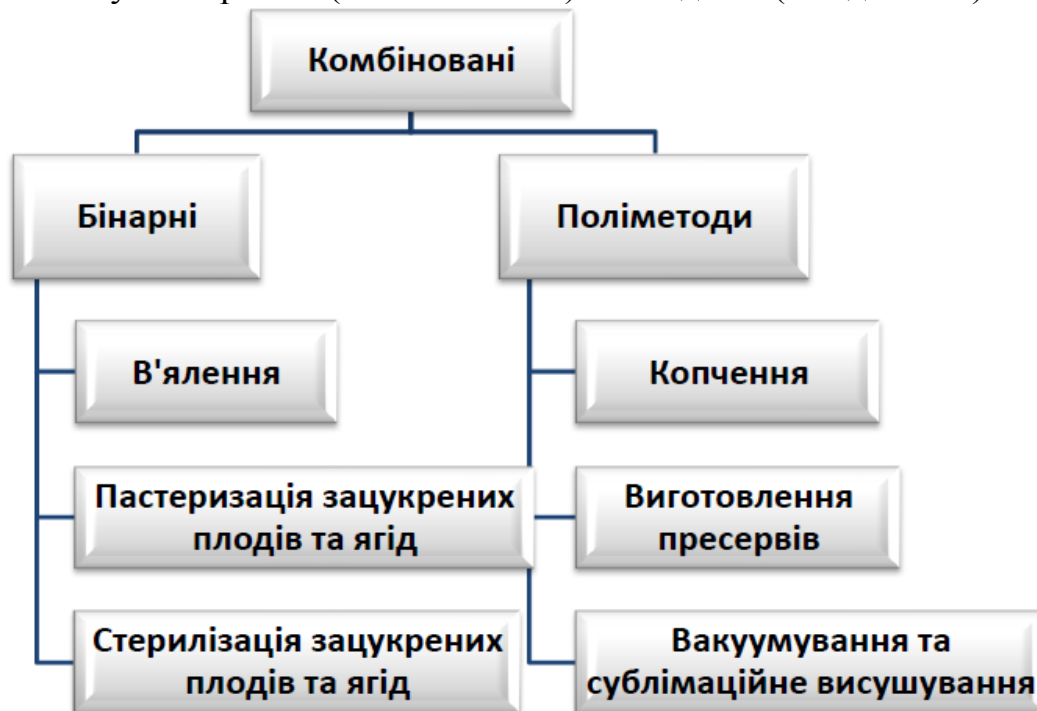 Комбіновані
Бінарні
Поліметоди
В'ялення
Копчення
Пастеризація зацукрених
плодів та ягід
Виготовлення
пресервів
Стерилізація зацукрених
плодів та ягід
Вакуумування та
сублімаційне висушування